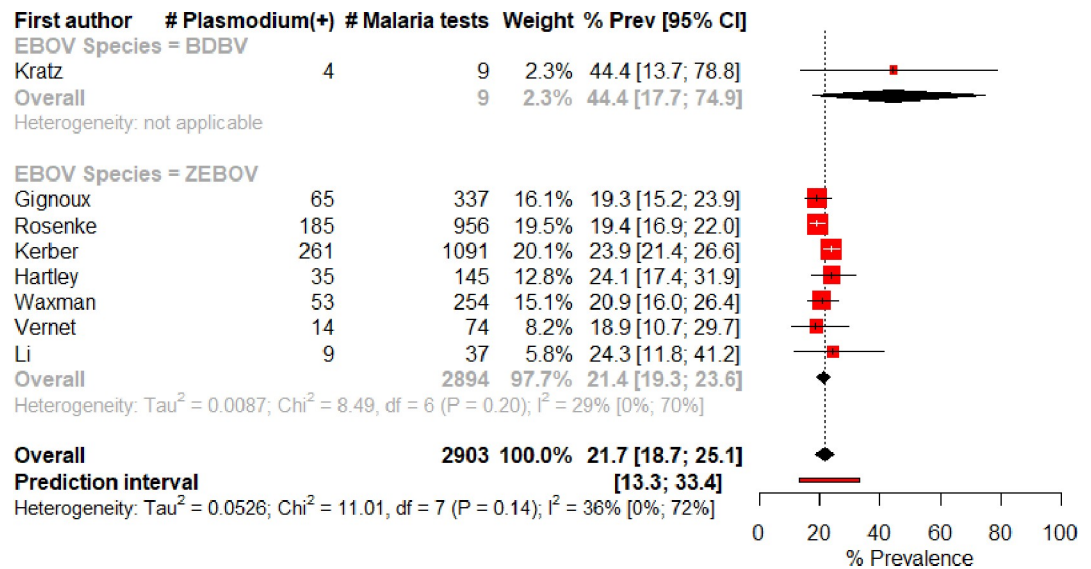 First author # Plasmodium(+) # Malaria tests Weight % Prev [95% CI]
EBOV Species = BDBV
Kratz 4 9 2.3% 44.4 [13.7; 78.8]
Overall 9 2.3% 44.4 [17.7; 74.9]
Heterogeneity: not applicable
EBOV Species = ZEBOV
Gignoux 65 337 16.1% 19.3 [15.2; 23.9]
Rosenke 185 956 19.5% 19.4 [16.9; 22.0]
Kerber 261 1091 20.1% 23.9 [21.4; 26.6]
Hartley 35 145 12.8% 24.1 [17.4; 31.9]
Waxman 53 254 15.1% 20.9 [16.0; 26.4]
Vernet 14 74 8.2% 18.9 [10.7; 29.7]
Li 9 37 5.8% 24.3 [11.8; 41.2]
Overall 2894 97.7% 21.4 [19.3; 23.6]
Heterogeneity: Tau² = 0.0087; Chi² = 8.49, df = 6 (P = 0.20); I² = 29% [0%; 70%]
Overall 2903 100.0% 21.7 [18.7; 25.1]
Prediction interval [13.3; 33.4]
Heterogeneity: Tau² = 0.0526; Chi² = 11.01, df = 7 (P = 0.14); I² = 36% [0%; 72%]
0 20 40 60 80 100
% Prevalence